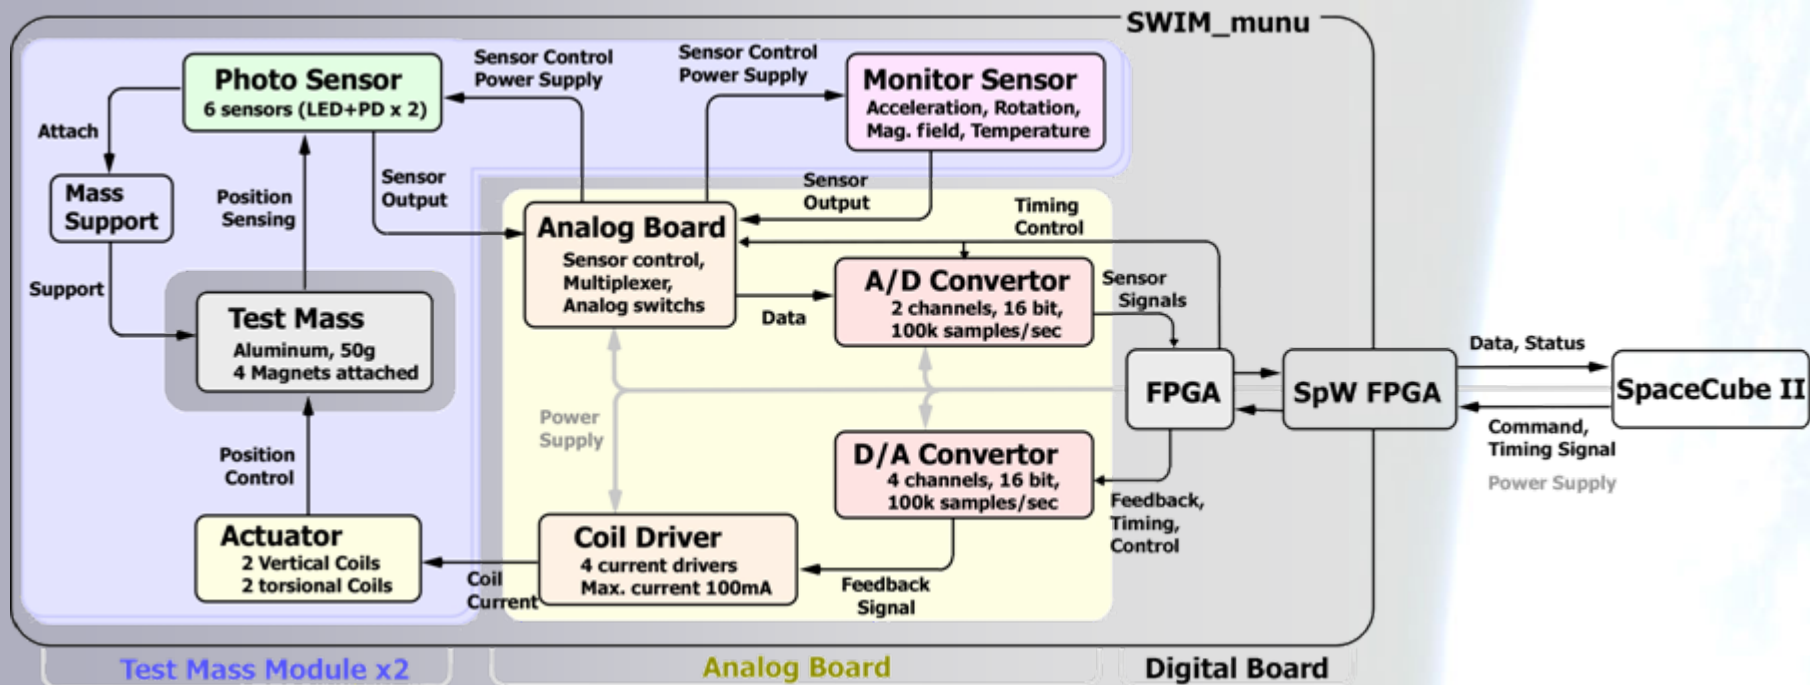 SWIM_munu
Photo Sensor
6 sensors (LED+PD x 2)
Sensor Control
Power Supply
Sensor Control
Power Supply
Monitor Sensor
Acceleration, Rotation,
Mag. field, Temperature
Attach
Mass
Support
Position
Sensing
Sensor
Output
Sensor
Output
Timing
Control
Analog Board
Sensor control,
Multiplexer,
Analog switchs
Support
Test Mass
Aluminum, 50g
4 Magnets attached
Data
A/D Convertor
2 channels, 16 bit,
100k samples/sec
Sensor
Signals
FPGA
SpW FPGA
Data, Status
SpaceCube II
Command,
Timing Signal
Power Supply
Power
Supply
Position
Control
D/A Convertor
4 channels, 16 bit,
100k samples/sec
Feedback,
Timing,
Control
Actuator
2 Vertical Coils
2 torsional Coils
Coil
Current
Coil Driver
4 current drivers
Max. current 100mA
Feedback
Signal
Test Mass Module x2
Analog Board
Digital Board